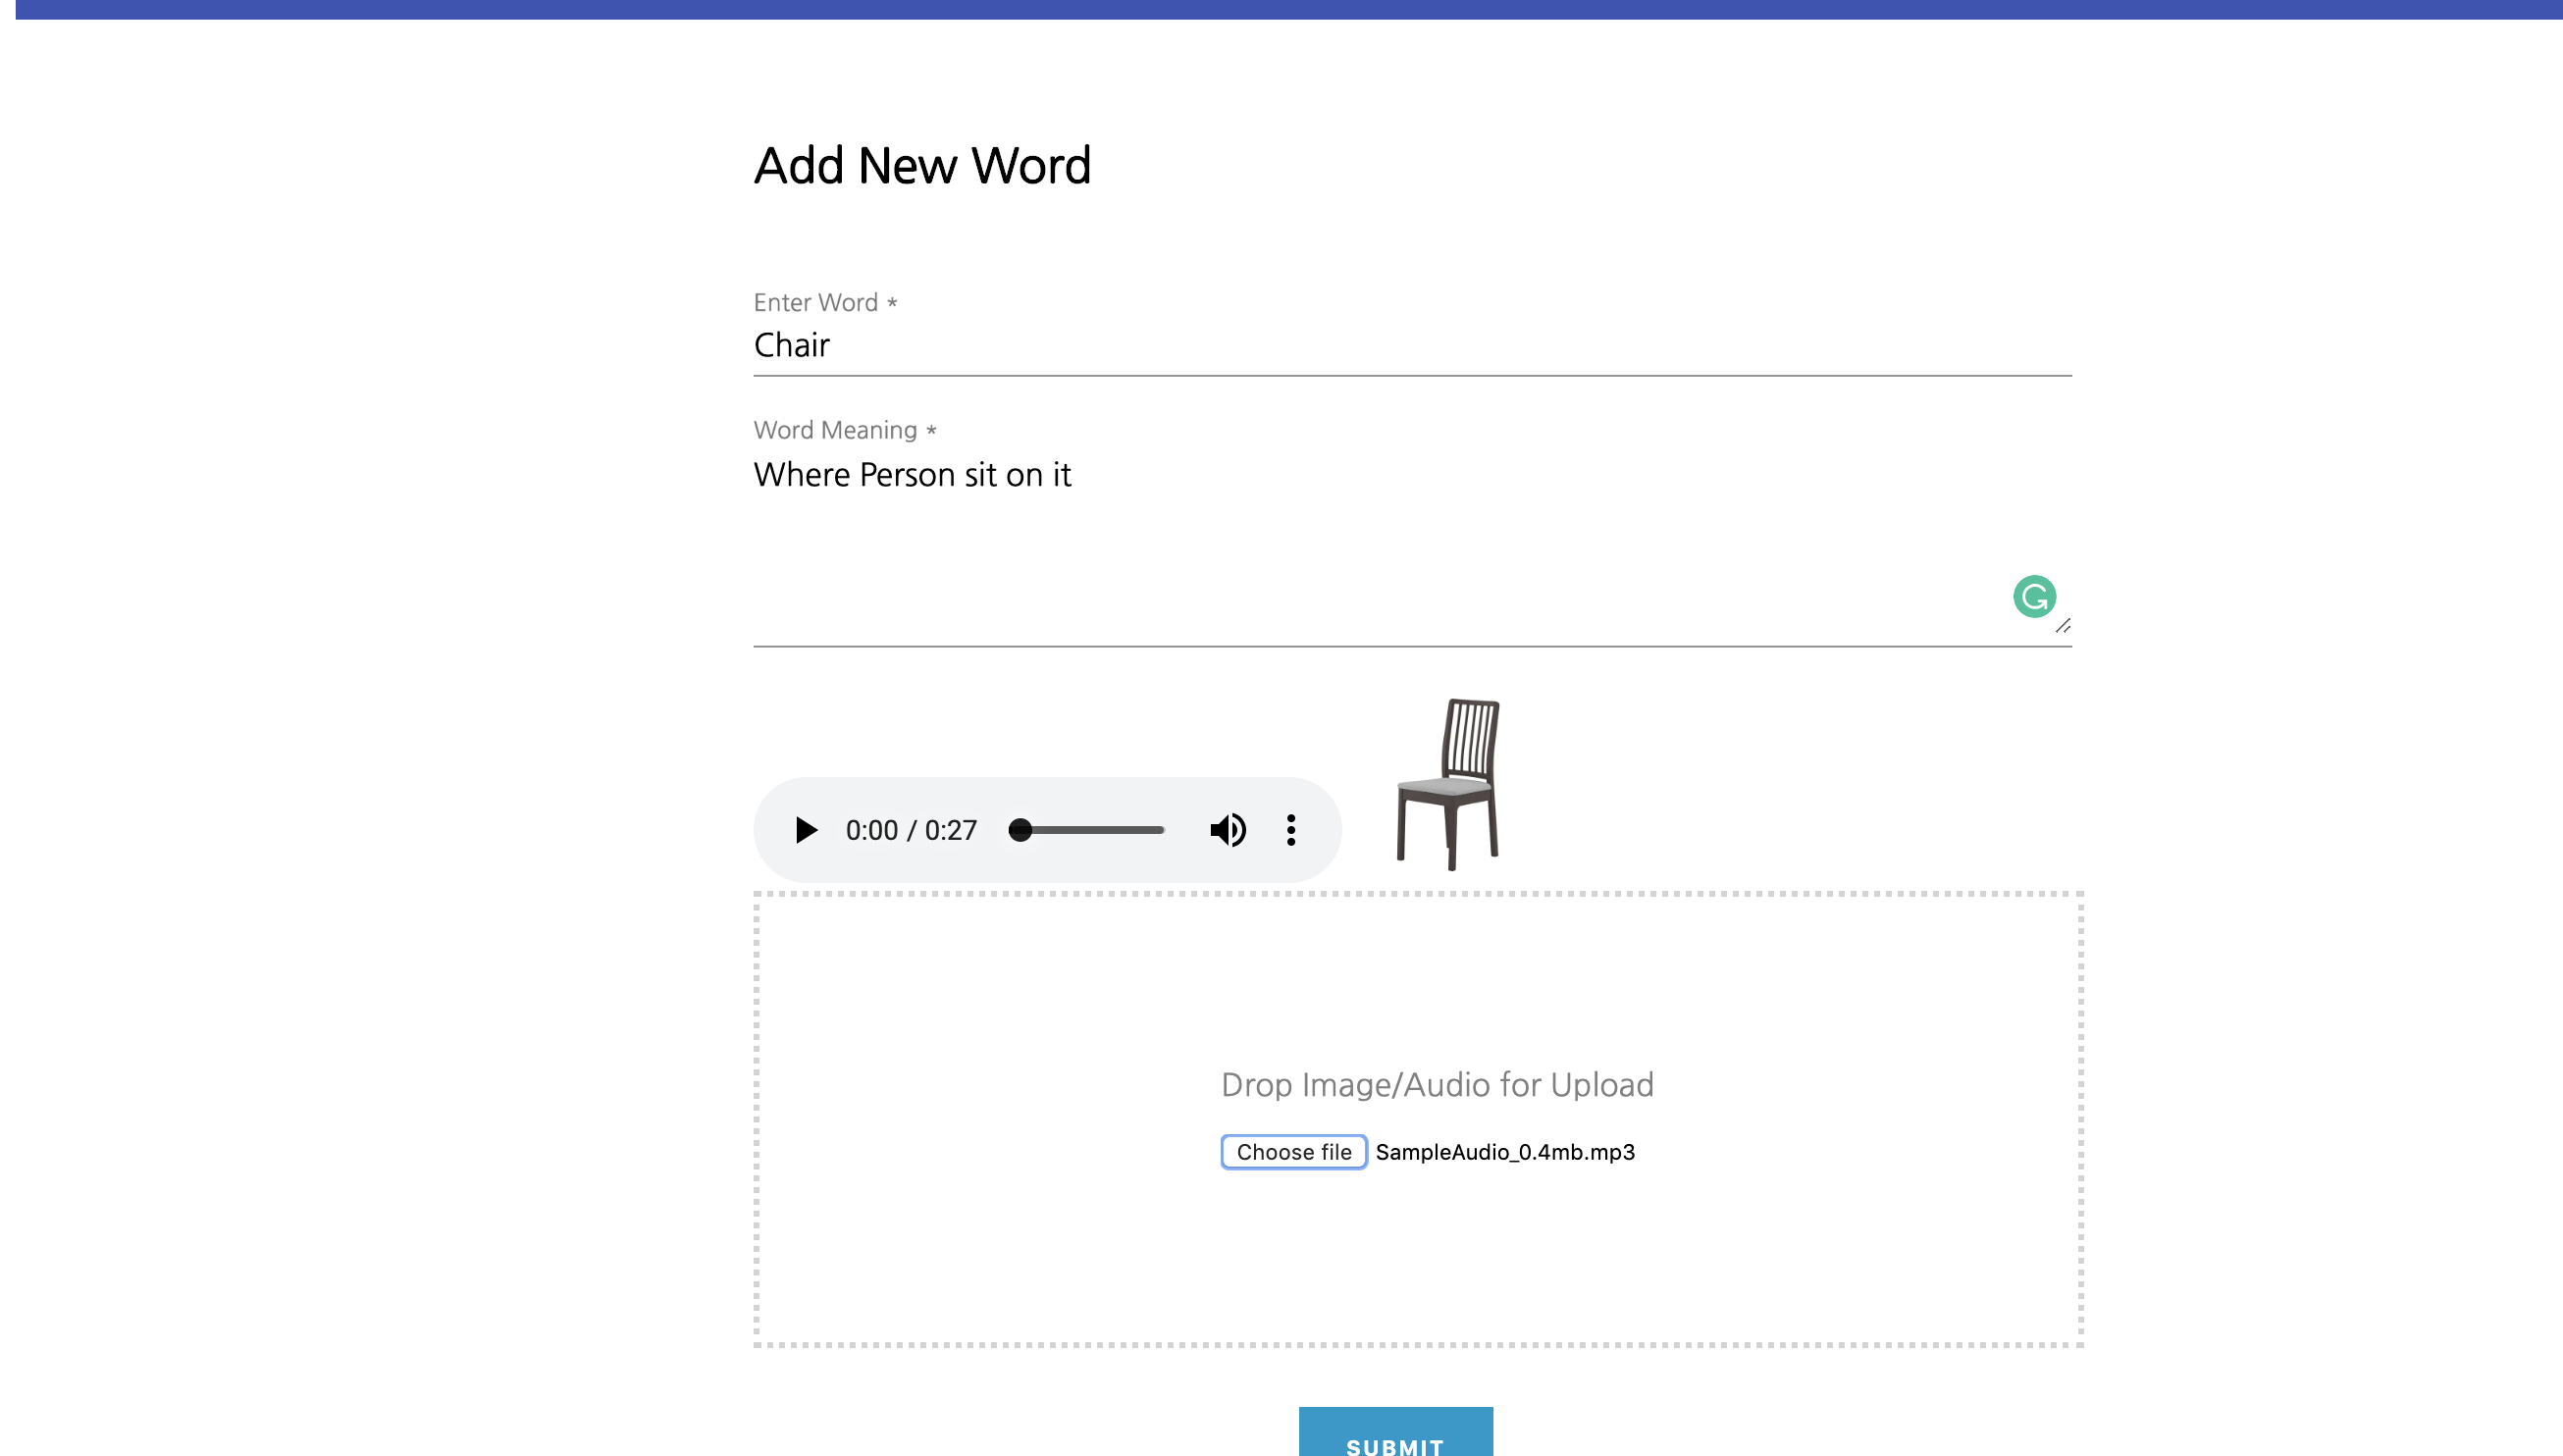 Add New Word
Enter Word *
Chair
Word Meaning *
Where Person sit on it
0:00 / 0:27
Drop Image/Audio for Upload
Choose file SampleAudio_0.4mb.mp3
SUBMIT